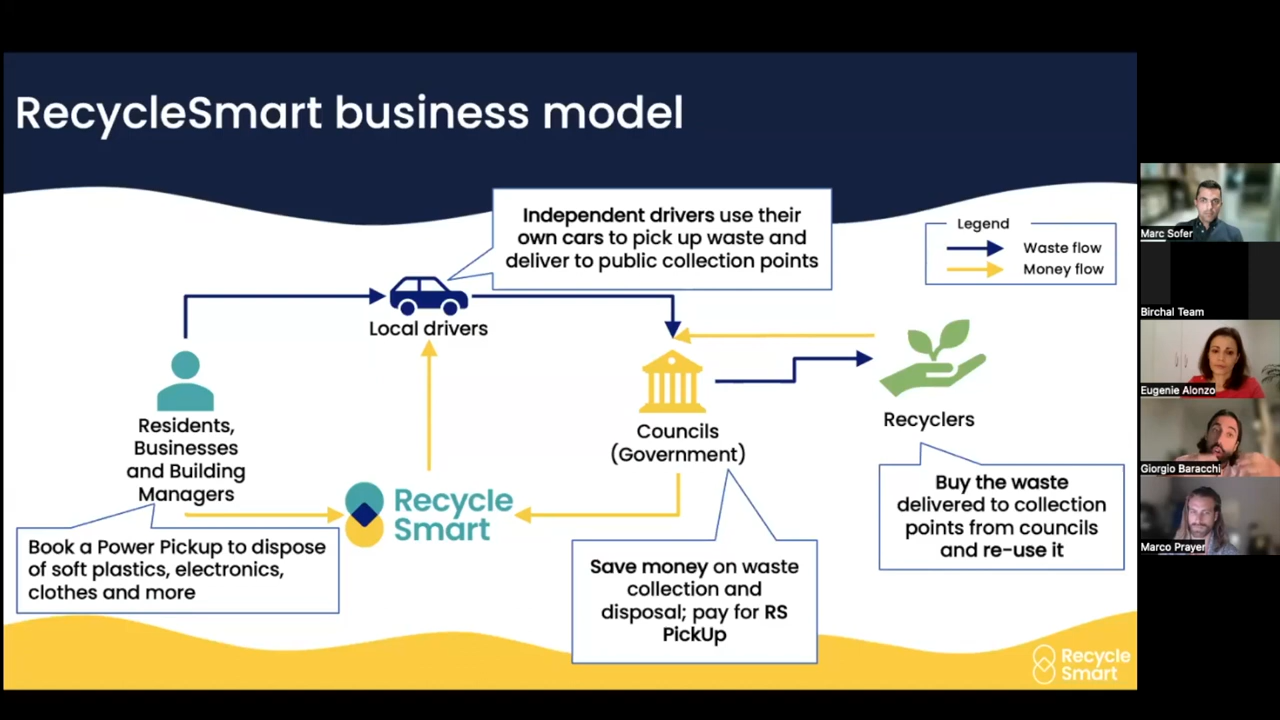 RecycleSmart business model
Independent drivers use their
own cars to pick up waste and
deliver to public collection points
Legend
Waste flow
Money flow
Local drivers
Residents,
Businesses
and Building
Managers
Councils
(Government)
Recyclers
Recycle
Smart
Book a Power Pickup to dispose
of soft plastics, electronics,
clothes and more
Save money on waste
collection and
disposal; pay for RS
PickUp
Buy the waste
delivered to collection
points from councils
and re-use it
Recycle
Smart
Marc Sofer
Birchal Team
Eugenie Alonzo
Giorgio Baracchi
Marco Prayer